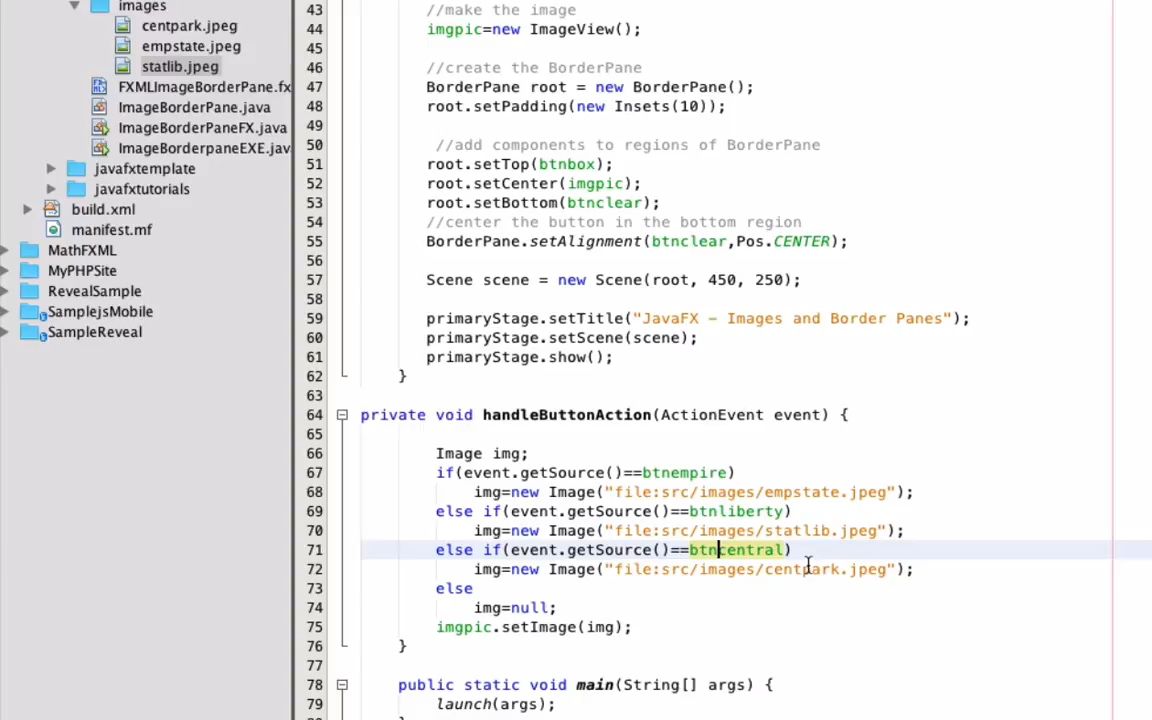 images
centpark.jpeg
empstate.jpeg
statlib.jpeg
FXMLImageBorderPane.fx
ImageBorderPane.java
ImageBorderPaneFX.java
ImageBorderpaneEXE.jav
javafxtemplate
javafxtutorials
build.xml
manifest.mf
MathFXML
MyPHPSite
RevealSample
SamplejsMobile
SampleReveal
43 //make the image
44 imgpic=new ImageView();
45
46 //create the BorderPane
47 BorderPane root = new BorderPane();
48 root.setPadding(new Insets(10));
49
50 //add components to regions of BorderPane
51 root.setTop(btnbox);
52 root.setCenter(imgpic);
53 root.setBottom(btnclear);
54 //center the button in the bottom region
55 BorderPane.setAlignment(btnclear,Pos.CENTER);
56
57 Scene scene = new Scene(root, 450, 250);
58
59 primaryStage.setTitle("JavaFX - Images and Border Panes");
60 primaryStage.setScene(scene);
61 primaryStage.show();
62 }
63
64 private void handleButtonAction(ActionEvent event) {
65
66 Image img;
67 if(event.getSource()==btnempire)
68 img=new Image("file:src/images/empstate.jpeg");
69 else if(event.getSource()==btnliberty)
70 img=new Image("file:src/images/statlib.jpeg");
71 else if(event.getSource()==btncentral)
72 img=new Image("file:src/images/centpark.jpeg");
73 else
74 img=null;
75 imgpic.setImage(img);
76 }
77
78 public static void main(String[] args) {
79 launch(args);